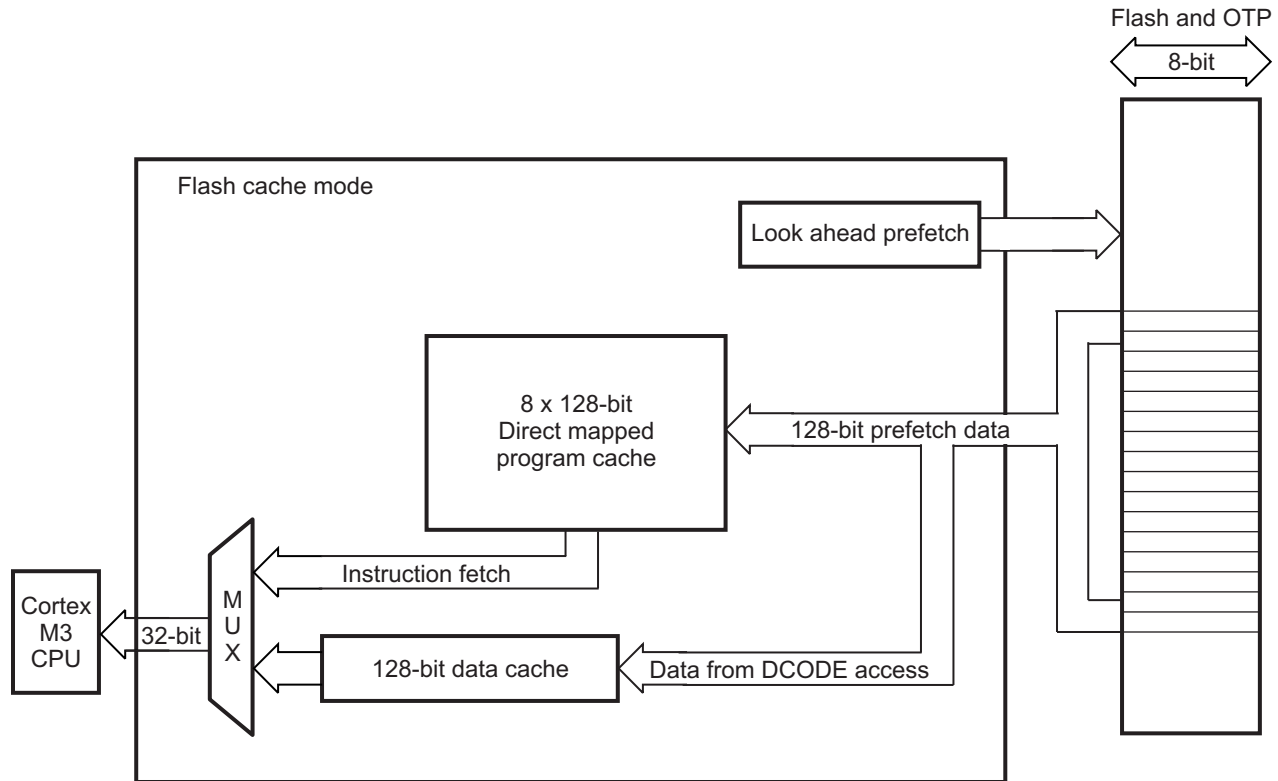 Flash and OTP
8-bit
Flash cache mode
Look ahead prefetch
8 x 128-bit
Direct mapped
program cache
128-bit prefetch data
Instruction fetch
MUX
Cortex
M3
CPU
32-bit
128-bit data cache
Data from DCODE access